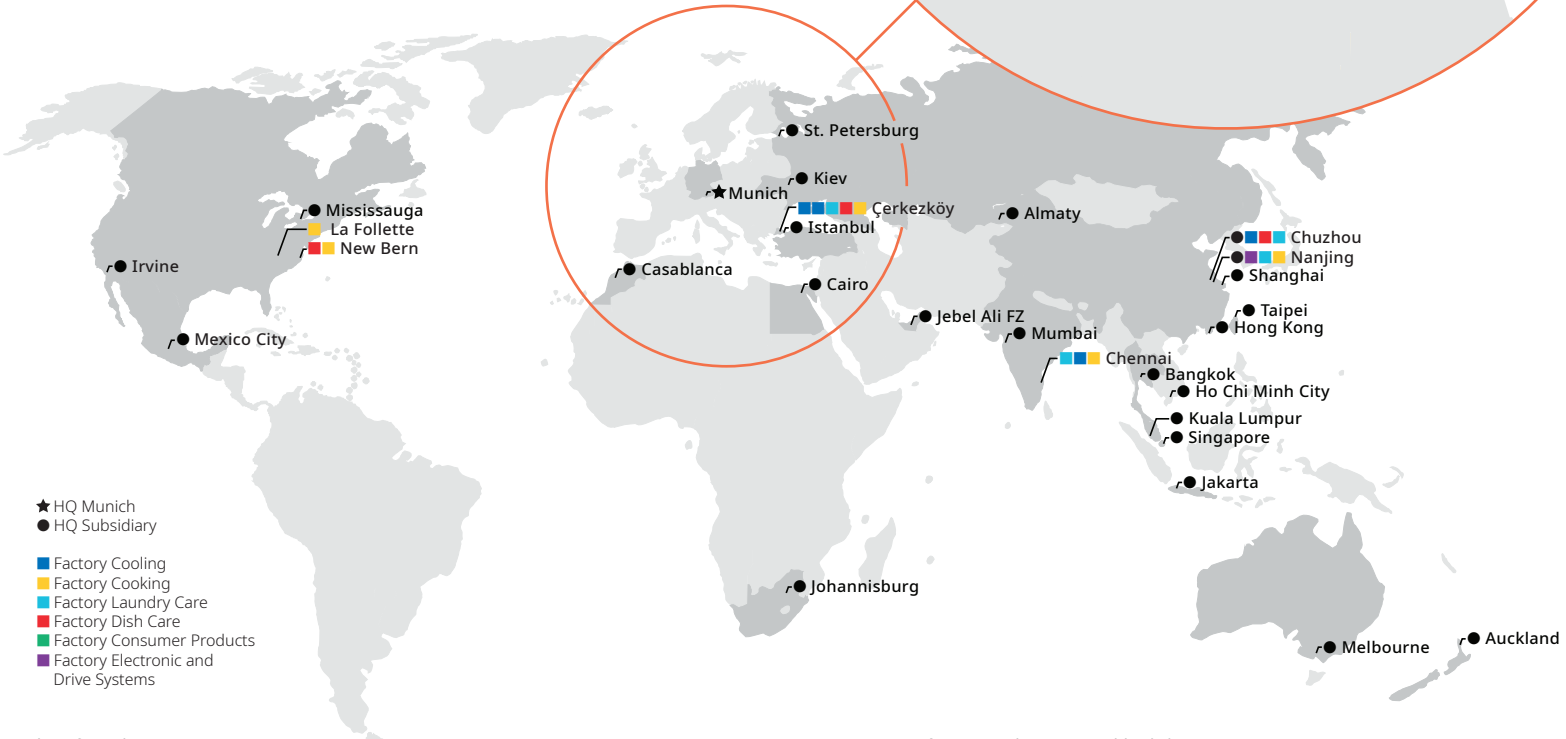 St. Petersburg
Kiev
Munich
Çerkezköy
Istanbul
Almaty
Mississauga
La Follette
New Bern
Irvine
Mexico City
Casablanca
Cairo
Jebel Ali FZ
Mumbai
Chennai
Chuzhou
Nanjing
Shanghai
Taipei
Hong Kong
Bangkok
Ho Chi Minh City
Kuala Lumpur
Singapore
Jakarta
Johannisburg
Melbourne
Auckland
HQ Munich
HQ Subsidiary
Factory Cooling
Factory Cooking
Factory Laundry Care
Factory Dish Care
Factory Consumer Products
Factory Electronic and
Drive Systems